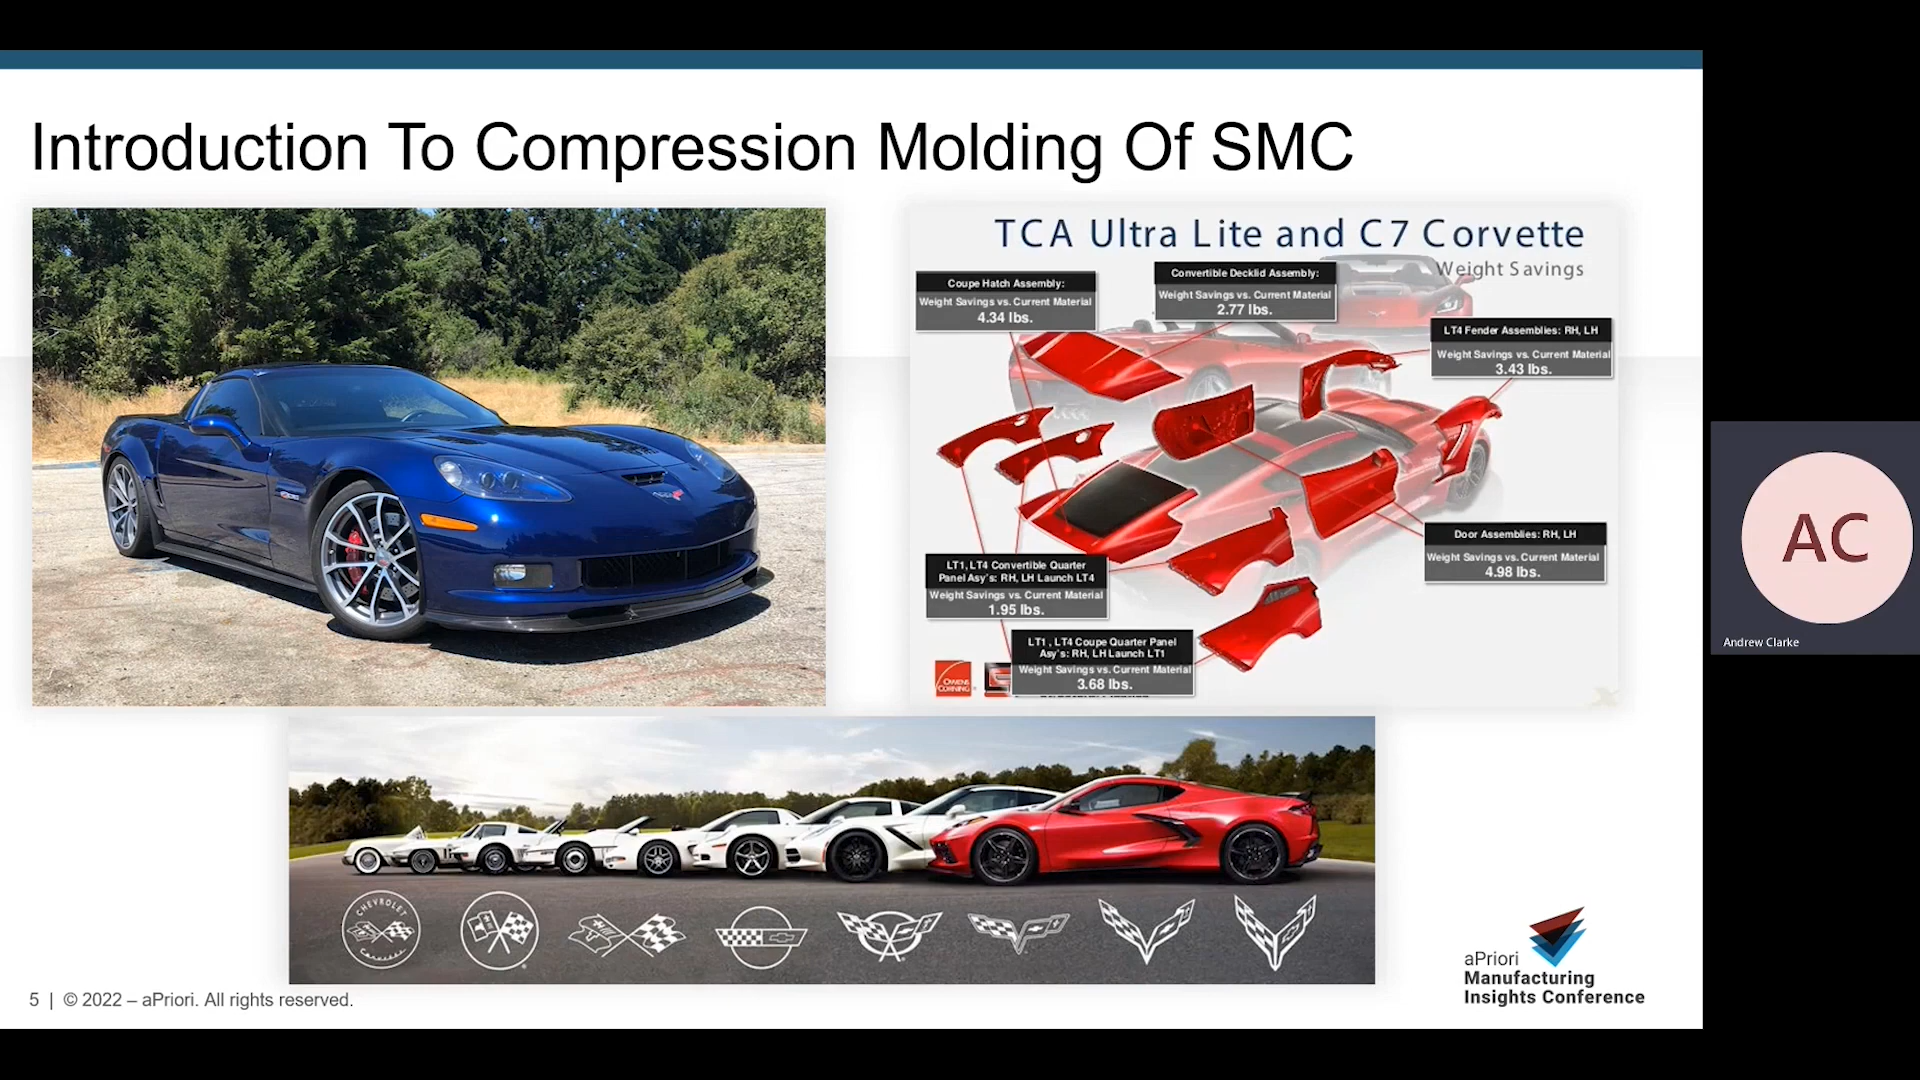 Introduction To Compression Molding Of SMC
TCA Ultra Lite and C7 Corvette
Weight Savings
Coupe Hatch Assembly:
Weight Savings vs. Current Material
4.34 lbs.
Convertible Decklid Assembly:
Weight Savings vs. Current Material
2.77 lbs.
LT4 Fender Assemblies: RH, LH
Weight Savings vs. Current Material
3.43 lbs.
Door Assemblies: RH, LH
Weight Savings vs. Current Material
4.98 lbs.
LT1, LT4 Convertible Quarter
Panel Asy's: RH, LH Launch LT4
Weight Savings vs. Current Material
1.95 lbs.
LT1, LT4 Coupe Quarter Panel
Asy's: RH, LH Launch LT1
Weight Savings vs. Current Material
3.68 lbs.
OWENS
CORNING
CHEVROLET
Corvette
AC
Andrew Clarke
aPriori
Manufacturing
Insights Conference
5 | © 2022 – aPriori. All rights reserved.